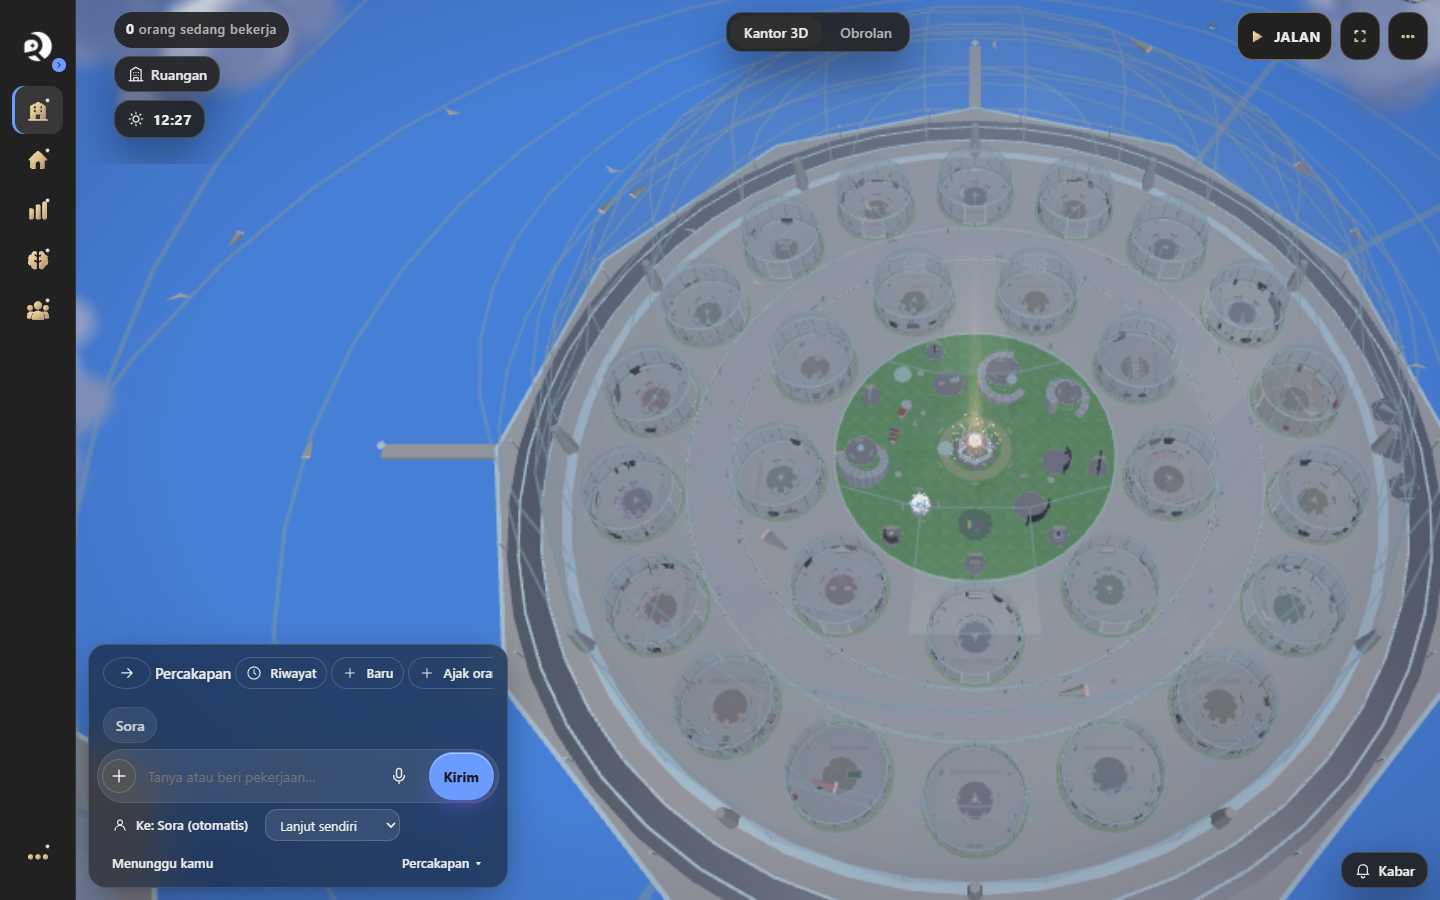 0 orang sedang bekerja
Ruangan
12:27
Kantor 3D
Obrolan
JALAN
Percakapan
Riwayat
Baru
Ajak ora
Sora
Tanya atau beri pekerjaan...
Kirim
Ke: Sora (otomatis)
Lanjut sendiri
Menunggu kamu
Percakapan
Kabar